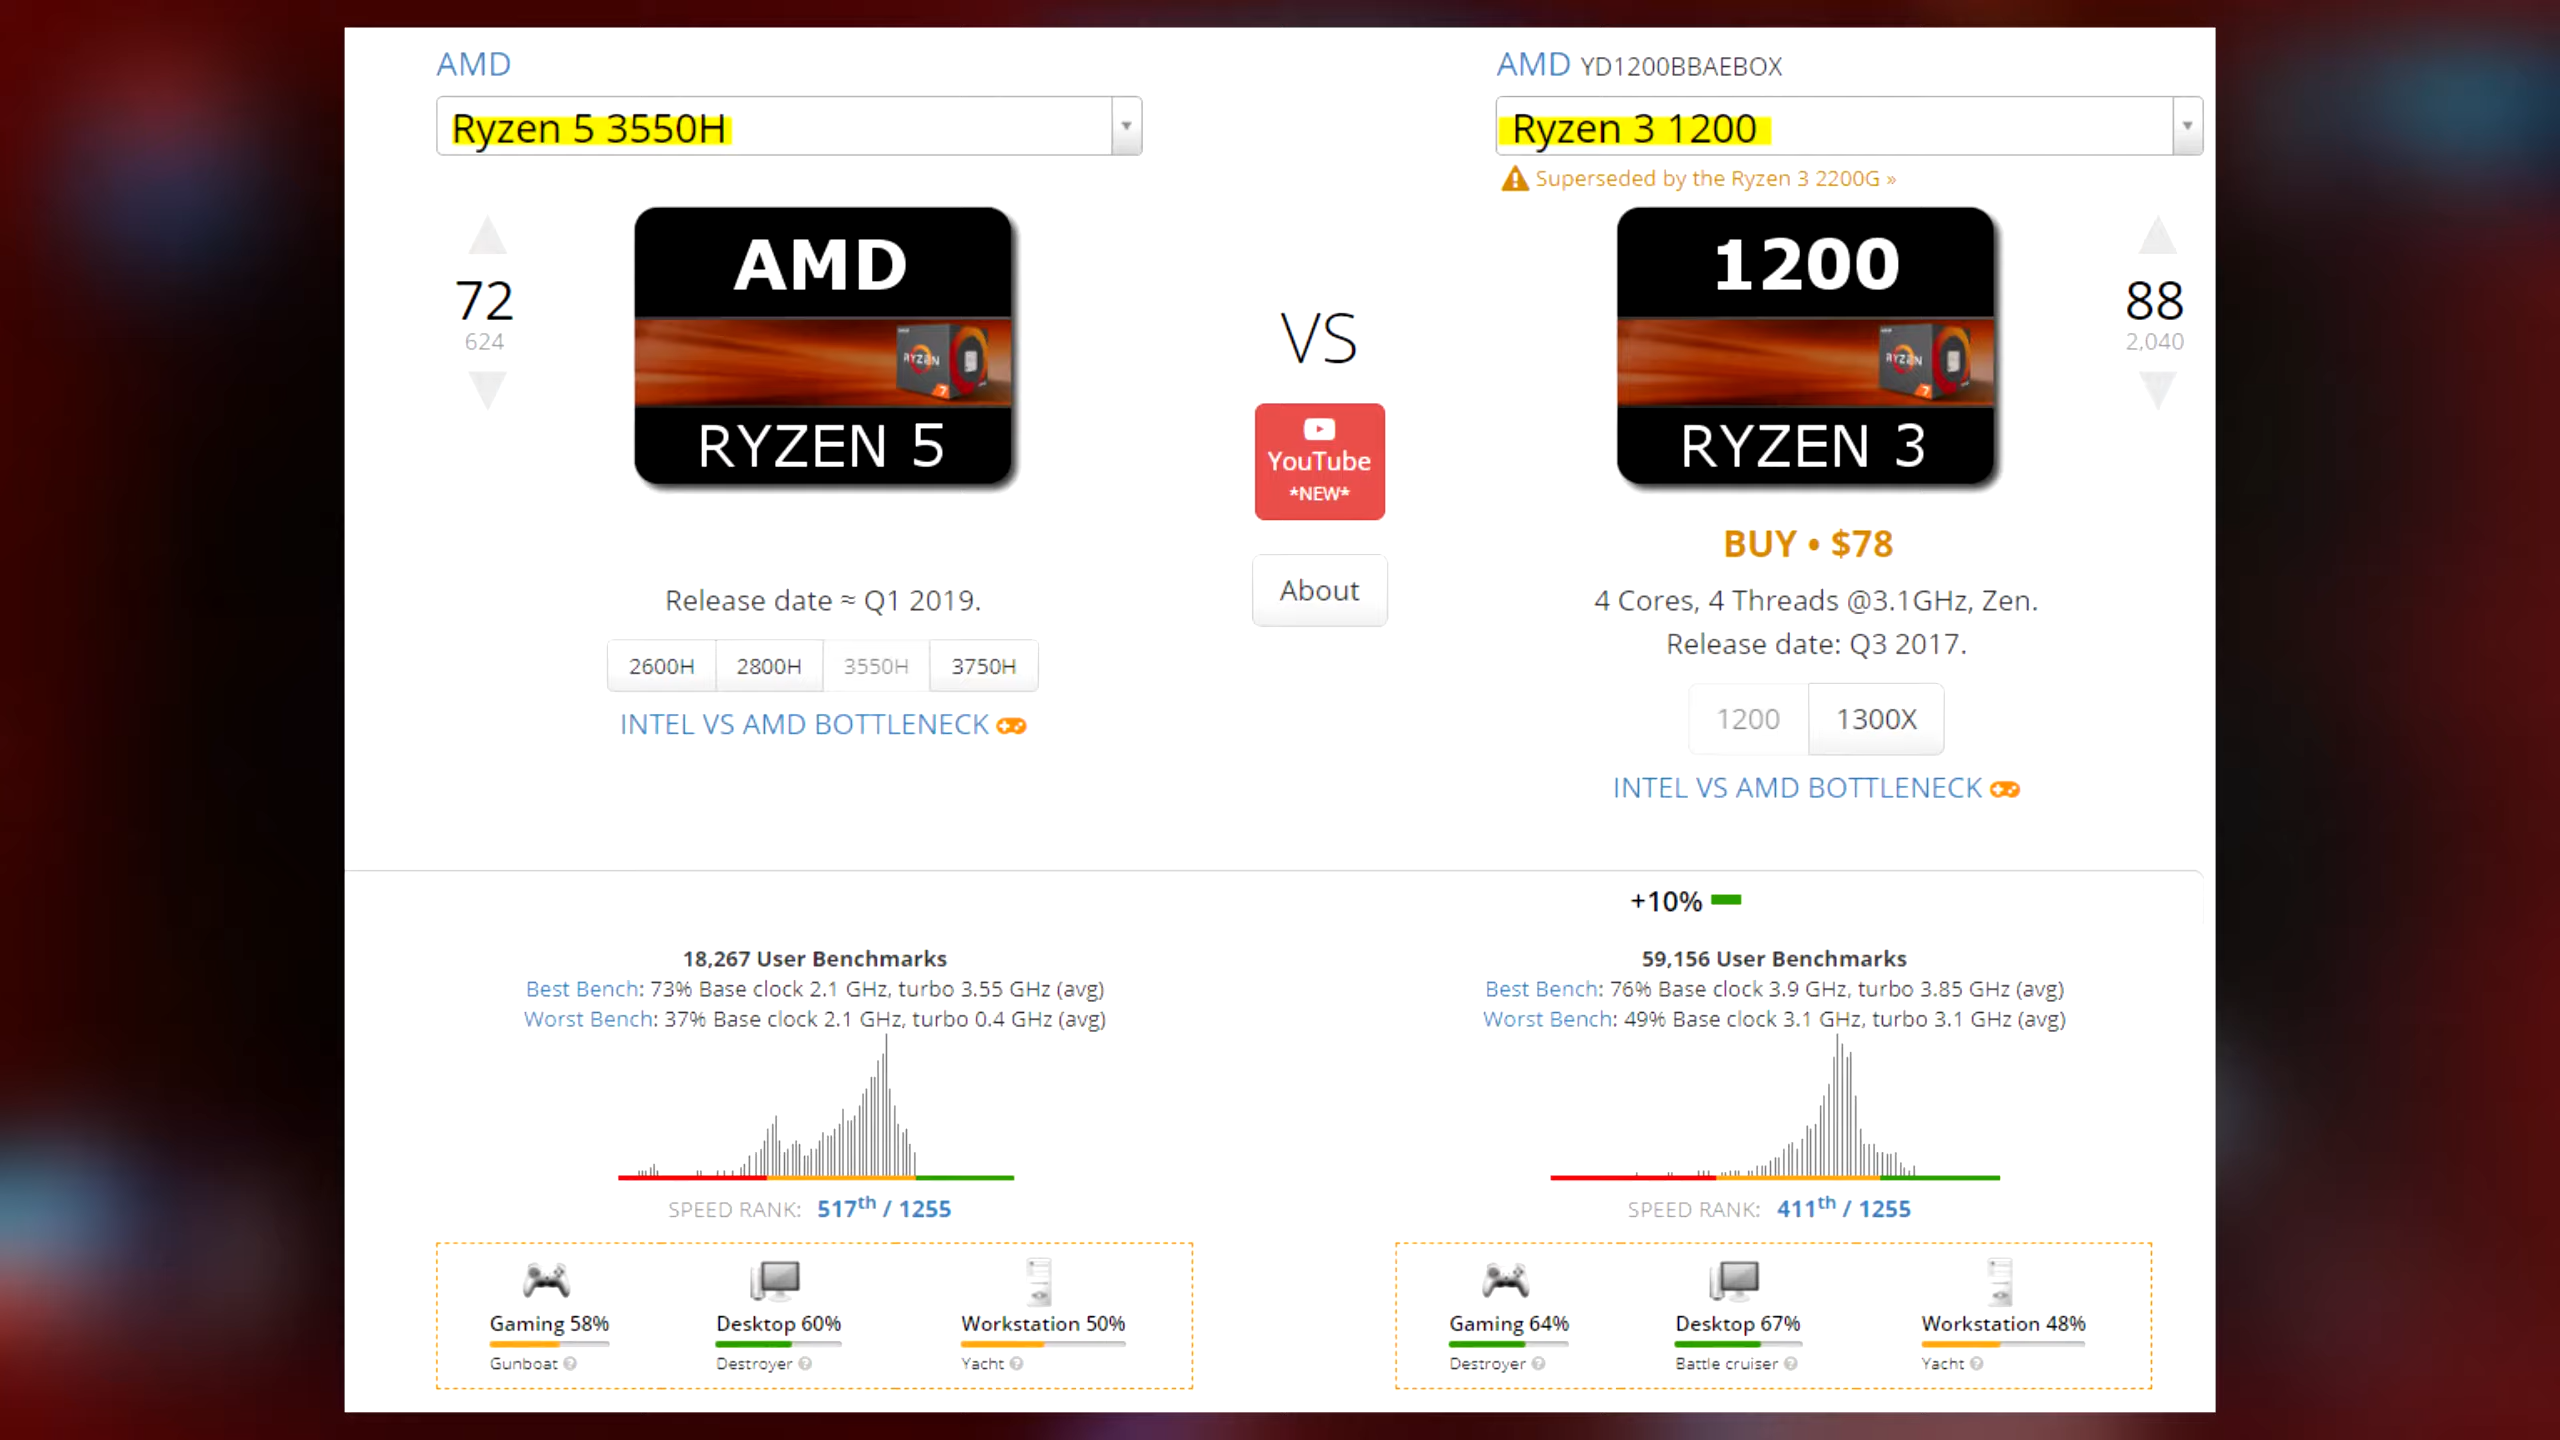 AMD
Ryzen 5 3550H
72
624
AMD
RYZEN
7
RYZEN 5
Release date ≈ Q1 2019.
2600H 2800H 3550H 3750H
INTEL VS AMD BOTTLENECK
VS
YouTube
*NEW*
About
AMD YD1200BBAEBOX
Ryzen 3 1200
Superseded by the Ryzen 3 2200G »
1200
RYZEN
7
RYZEN 3
88
2,040
BUY • $78
4 Cores, 4 Threads @3.1GHz, Zen.
Release date: Q3 2017.
1200 1300X
INTEL VS AMD BOTTLENECK
+10%
18,267 User Benchmarks
Best Bench: 73% Base clock 2.1 GHz, turbo 3.55 GHz (avg)
Worst Bench: 37% Base clock 2.1 GHz, turbo 0.4 GHz (avg)
SPEED RANK: 517th / 1255
Gaming 58% Desktop 60% Workstation 50%
Gunboat ? Destroyer ? Yacht ?
59,156 User Benchmarks
Best Bench: 76% Base clock 3.9 GHz, turbo 3.85 GHz (avg)
Worst Bench: 49% Base clock 3.1 GHz, turbo 3.1 GHz (avg)
SPEED RANK: 411th / 1255
Gaming 64% Desktop 67% Workstation 48%
Destroyer ? Battle cruiser ? Yacht ?